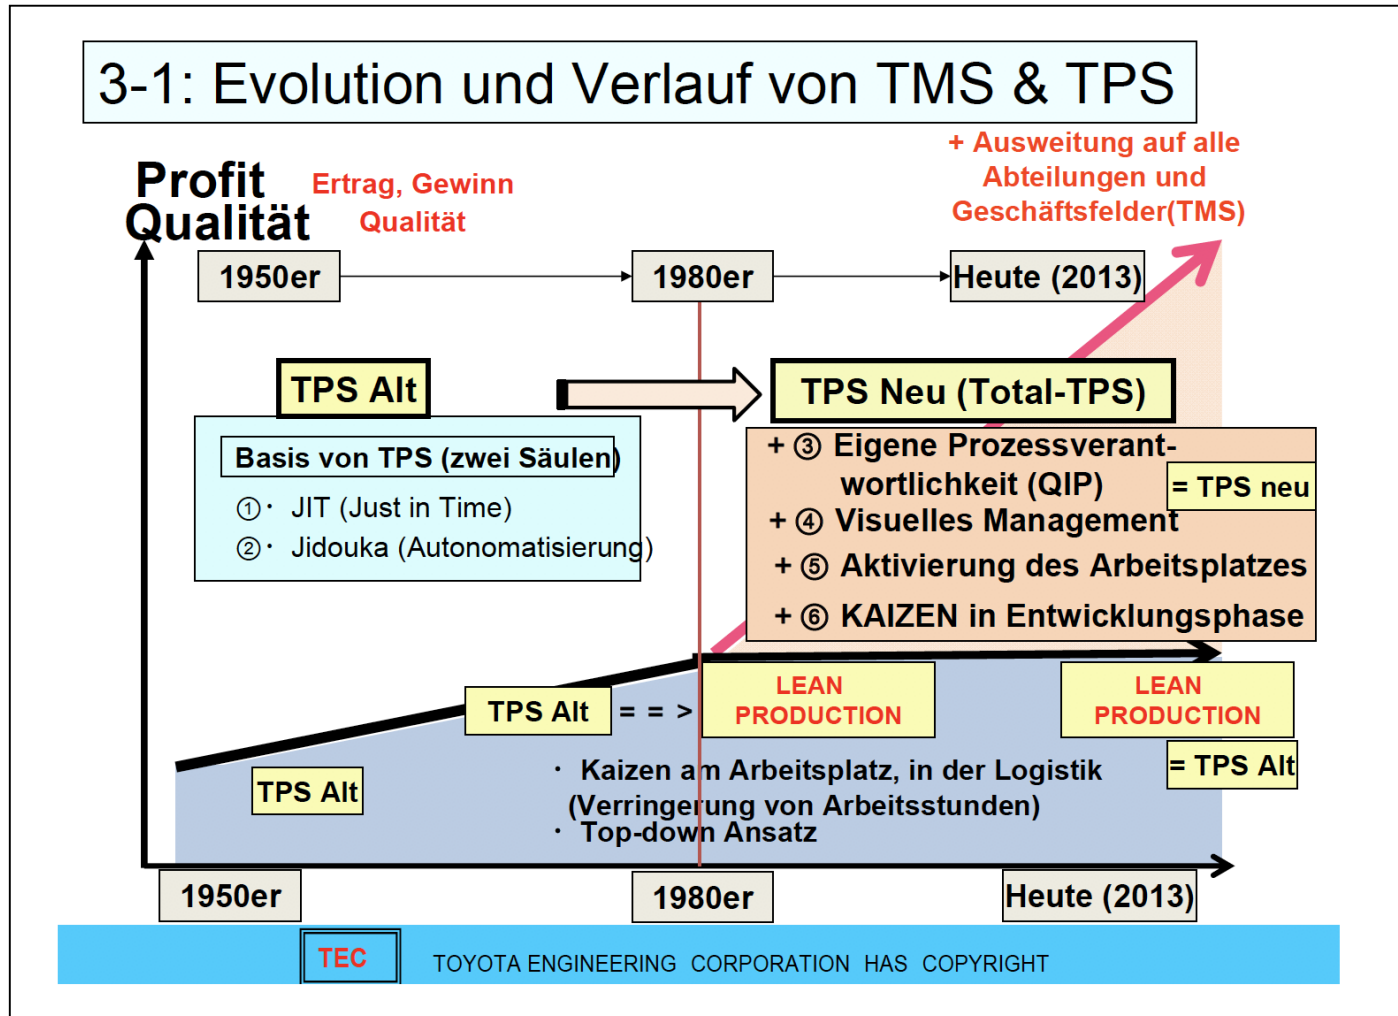 3-1: Evolution und Verlauf von TMS & TPS
+ Ausweitung auf alle
Abteilungen und
Geschäftsfelder(TMS)
Profit
Qualität
Ertrag, Gewinn
Qualität
1950er
1980er
Heute (2013)
TPS Alt
TPS Neu (Total-TPS)
Basis von TPS (zwei Säulen)
①・ JIT (Just in Time)
②・ Jidouka (Autonomatisierung)
+ ③ Eigene Prozessverant-
wortlichkeit (QIP)
= TPS neu
+ ④ Visuelles Management
+ ⑤ Aktivierung des Arbeitsplatzes
+ ⑥ KAIZEN in Entwicklungsphase
TPS Alt = = >
LEAN
PRODUCTION
LEAN
PRODUCTION
= TPS Alt
TPS Alt
・ Kaizen am Arbeitsplatz, in der Logistik
(Verringerung von Arbeitsstunden)
・ Top-down Ansatz
1950er
1980er
Heute (2013)
TEC
TOYOTA ENGINEERING CORPORATION HAS COPYRIGHT